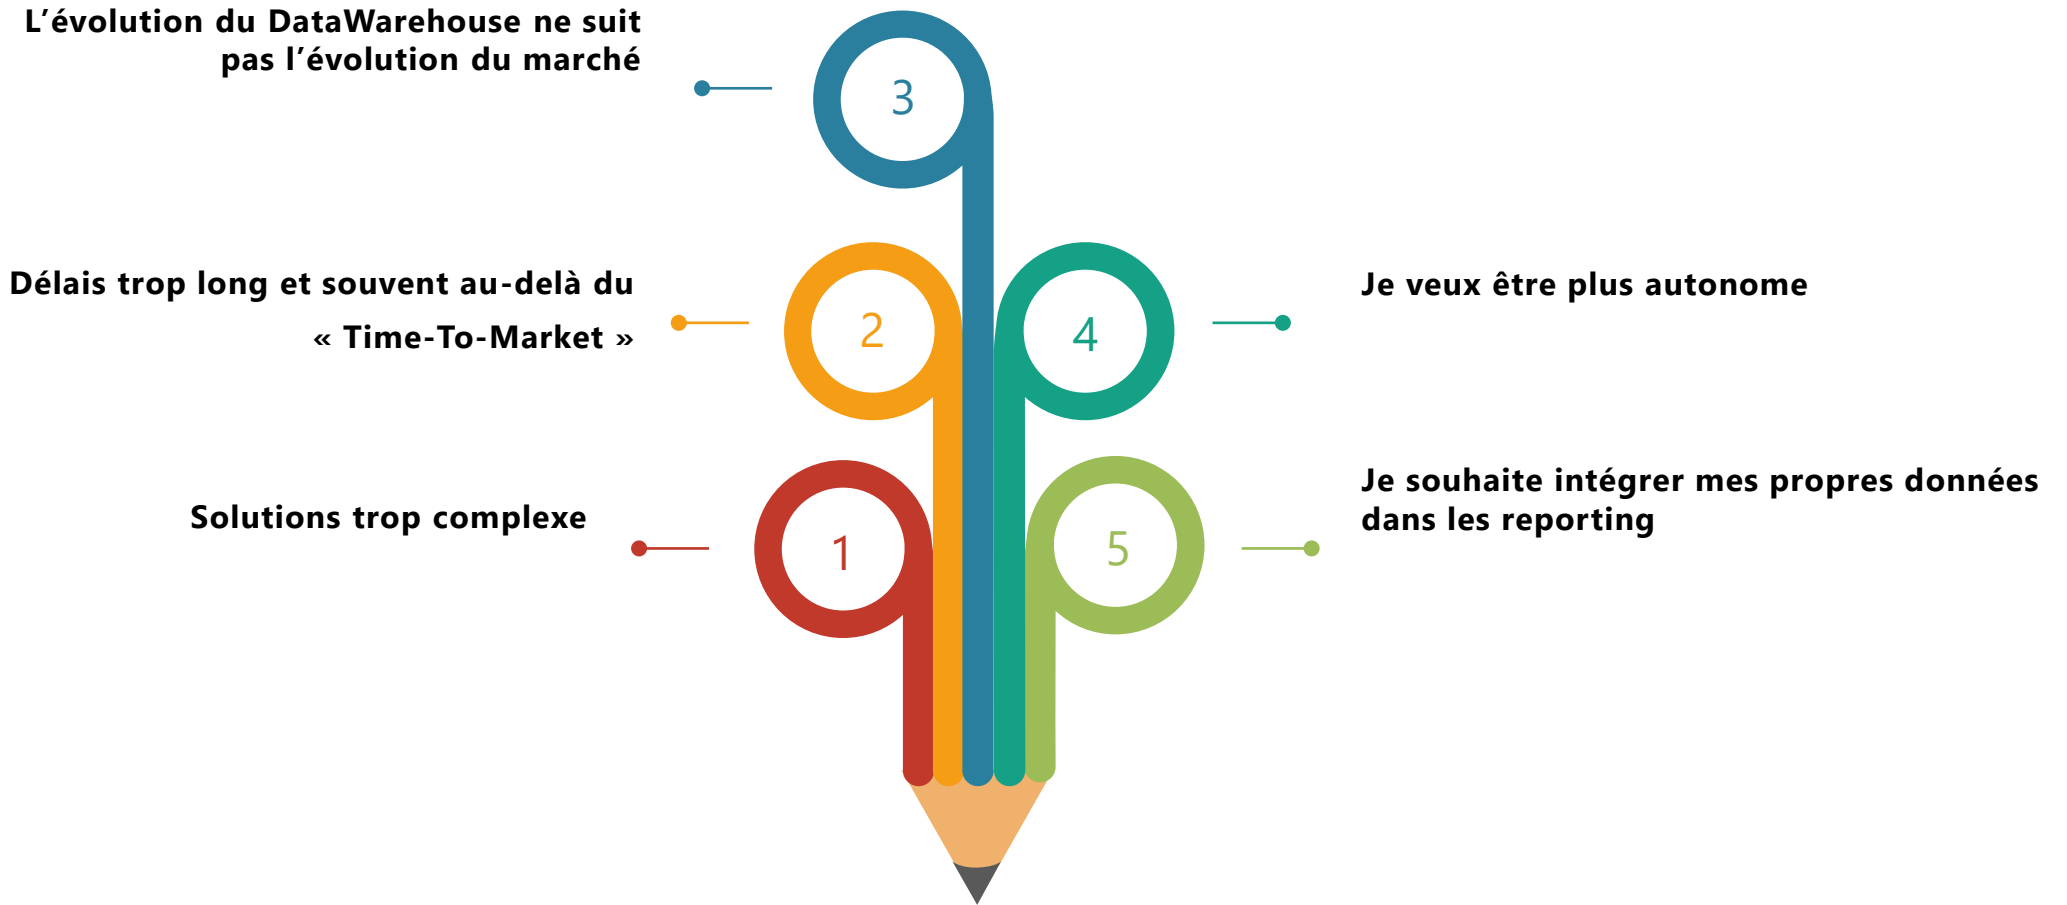 L’évolution du DataWarehouse ne suit
pas l’évolution du marché
3
Délais trop long et souvent au-delà du
« Time-To-Market »
2
4
Je veux être plus autonome
Solutions trop complexe
1
5
Je souhaite intégrer mes propres données
dans les reporting